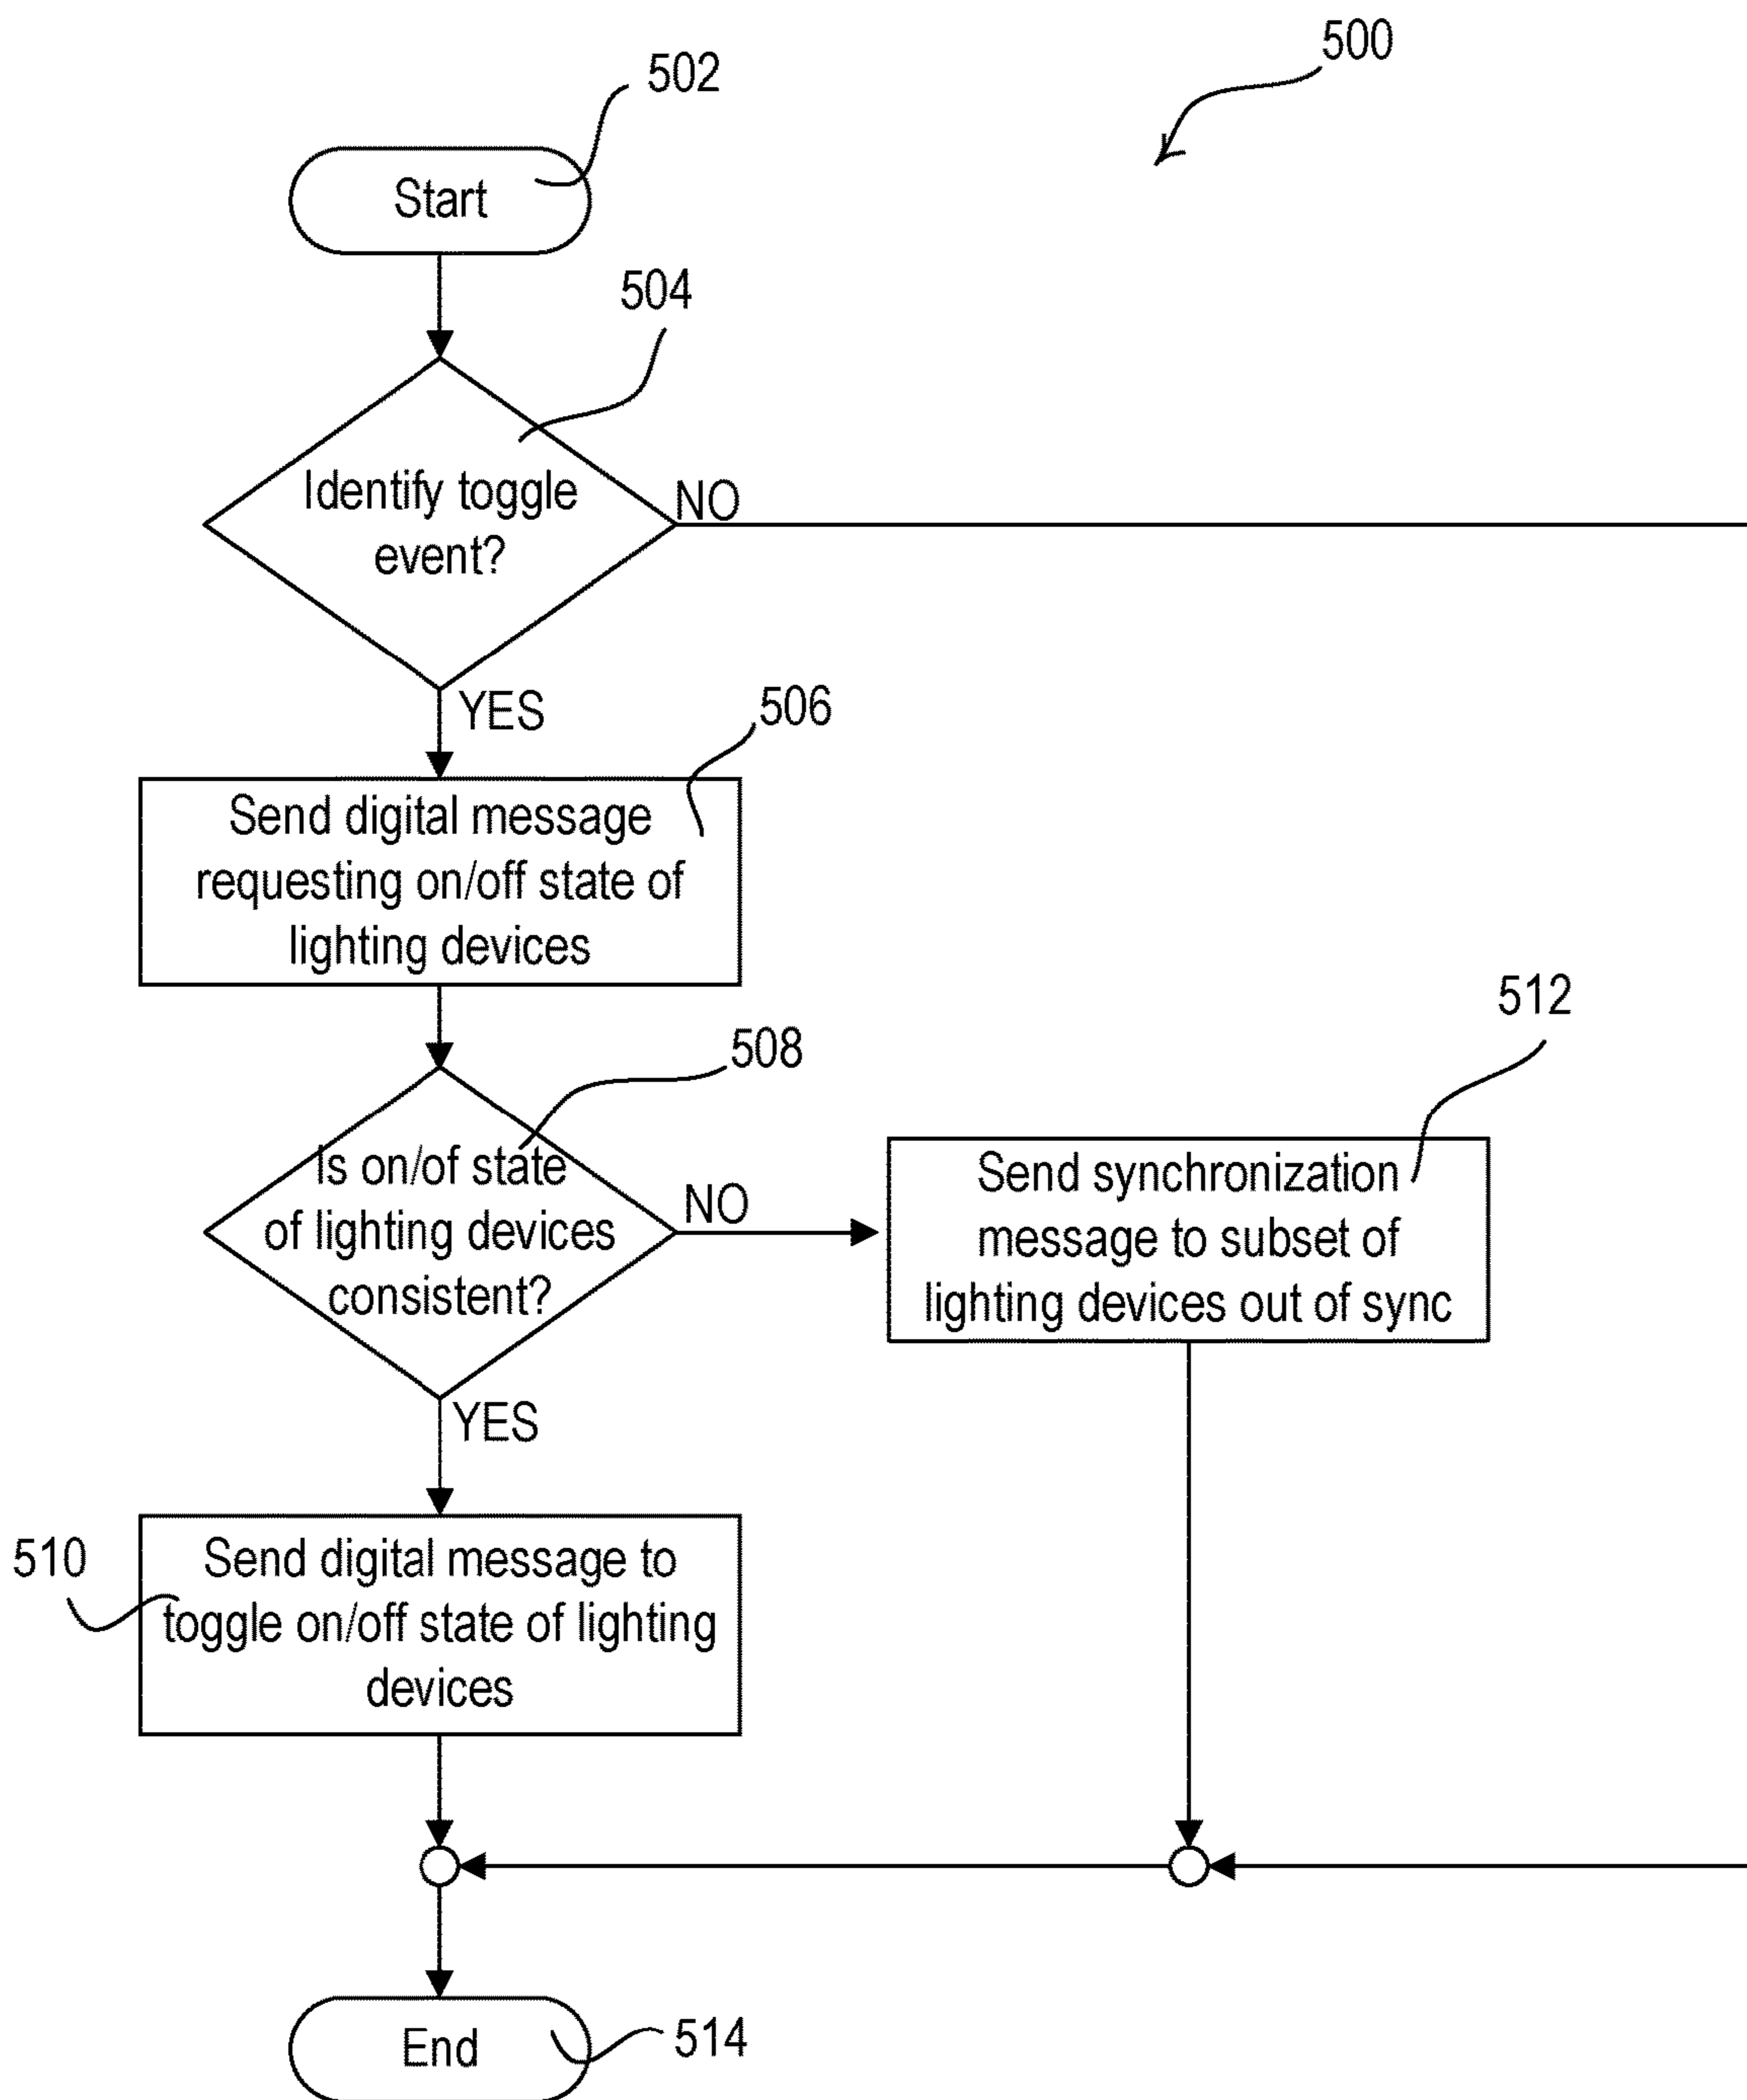 500
502
Start
504
Identify toggle
event?
NO
YES
506
Send digital message
requesting on/off state of
lighting devices
508
512
Is on/of state
of lighting devices
consistent?
NO
Send synchronization
message to subset of
lighting devices out of sync
YES
510
Send digital message to
toggle on/off state of lighting
devices
End
514